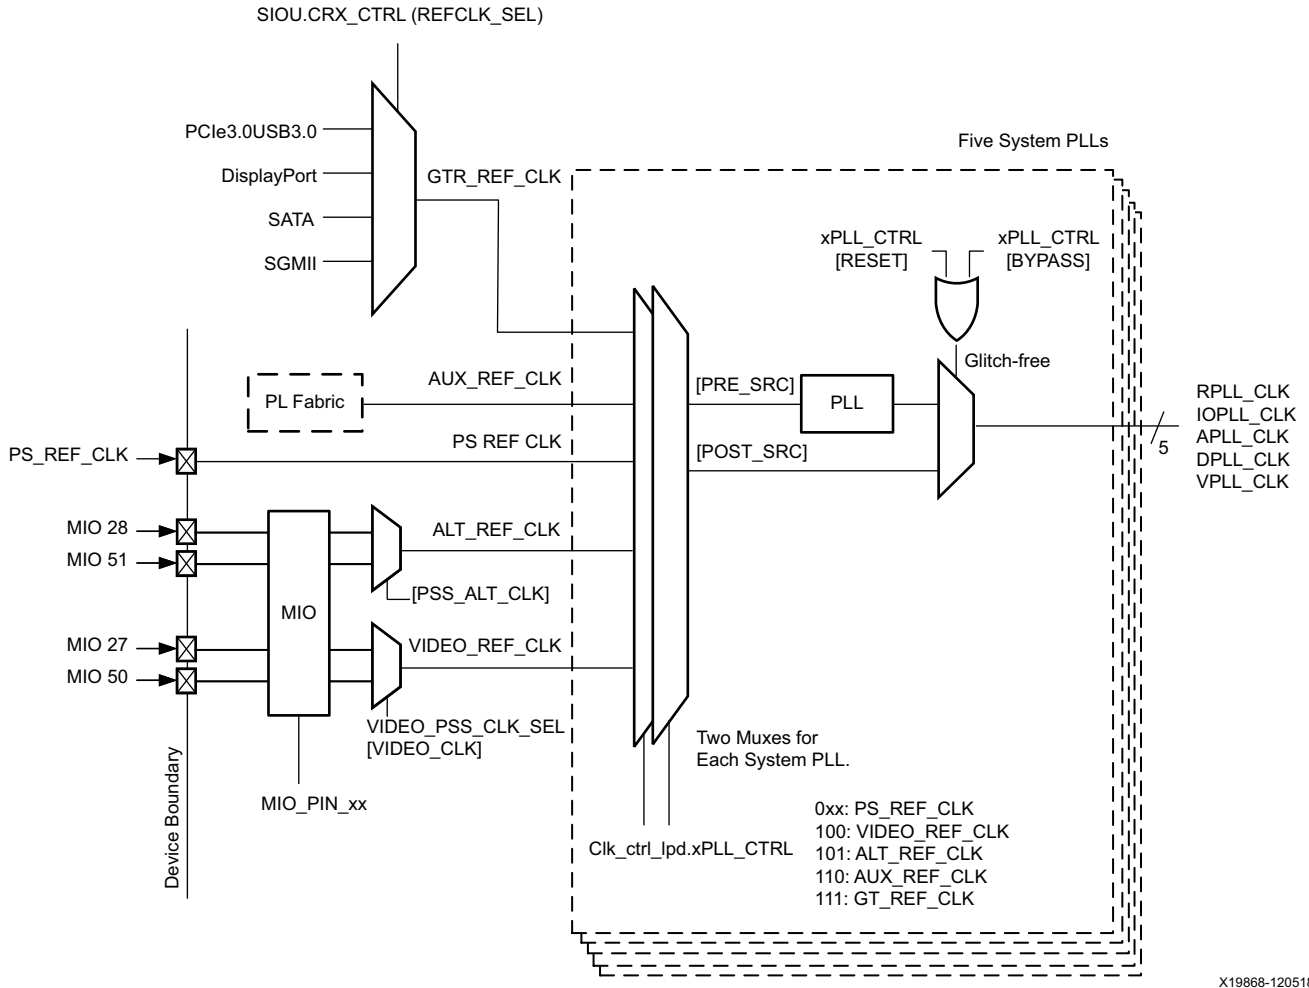 SIOU.CRX_CTRL (REFCLK_SEL)
PCIe3.0USB3.0
DisplayPort
SATA
SGMII
GTR_REF_CLK
Five System PLLs
xPLL_CTRL
[RESET]
xPLL_CTRL
[BYPASS]
Glitch-free
PL Fabric
AUX_REF_CLK
[PRE_SRC]
PLL
PS_REF_CLK
PS REF CLK
[POST_SRC]
5
RPLL_CLK
IOPLL_CLK
APLL_CLK
DPLL_CLK
VPLL_CLK
MIO 28
MIO 51
ALT_REF_CLK
[PSS_ALT_CLK]
MIO
MIO 27
MIO 50
VIDEO_REF_CLK
VIDEO_PSS_CLK_SEL
[VIDEO_CLK]
MIO_PIN_xx
Device Boundary
Two Muxes for
Each System PLL.
Clk_ctrl_lpd.xPLL_CTRL
0xx: PS_REF_CLK
100: VIDEO_REF_CLK
101: ALT_REF_CLK
110: AUX_REF_CLK
111: GT_REF_CLK
X19868-120518